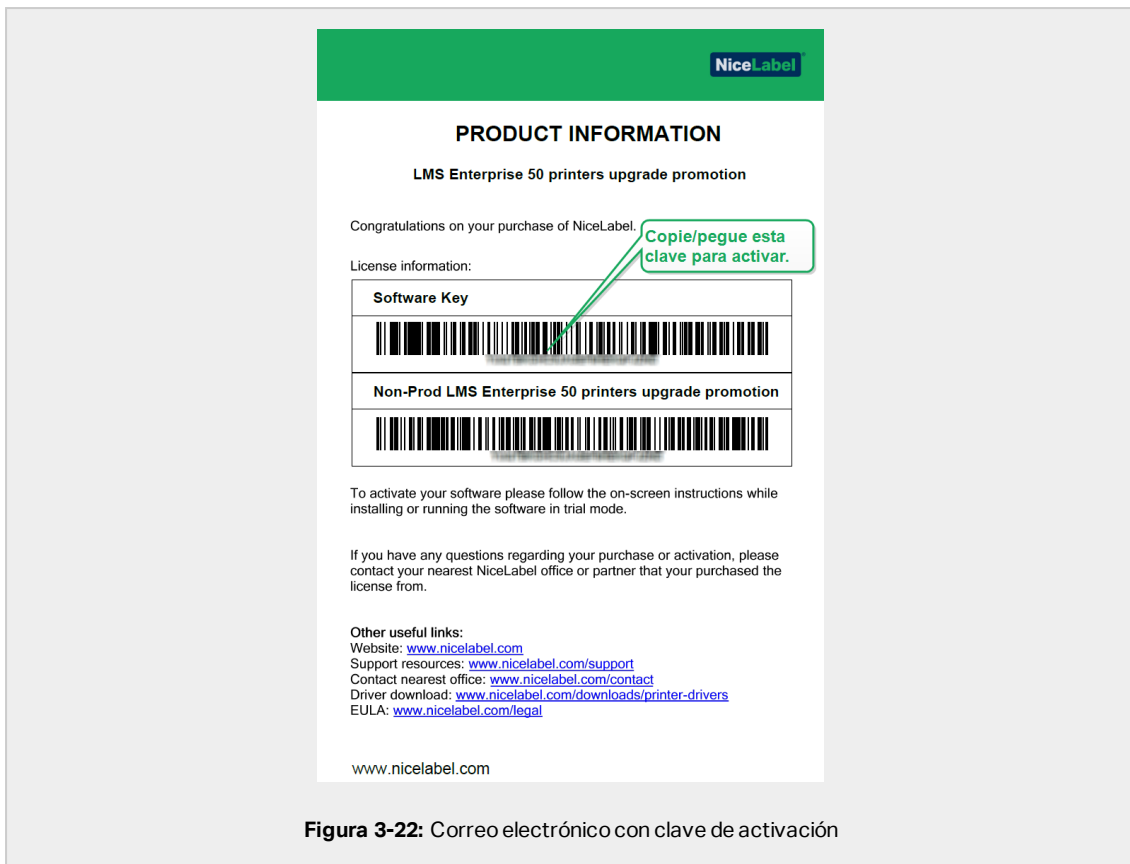 NiceLabel
PRODUCT INFORMATION
LMS Enterprise 50 printers upgrade promotion
Congratulations on your purchase of NiceLabel.
Copie/pegue esta
clave para activar.
License information:
Software Key
Non-Prod LMS Enterprise 50 printers upgrade promotion
To activate your software please follow the on-screen instructions while
installing or running the software in trial mode.
If you have any questions regarding your purchase or activation, please
contact your nearest NiceLabel office or partner that your purchased the
license from.
Other useful links:
Website: www.nicelabel.com
Support resources: www.nicelabel.com/support
Contact nearest office: www.nicelabel.com/contact
Driver download: www.nicelabel.com/downloads/printer-drivers
EULA: www.nicelabel.com/legal
www.nicelabel.com
Figura 3-22: Correo electrónico con clave de activación